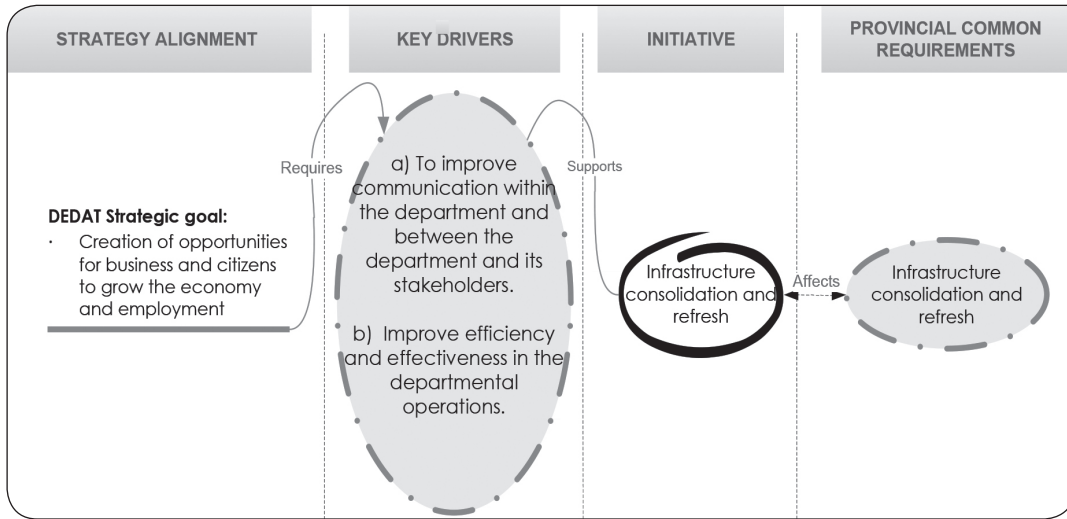 STRATEGY ALIGNMENT
KEY DRIVERS
INITIATIVE
PROVINCIAL COMMON
REQUIREMENTS
DEDAT Strategic goal:
· Creation of opportunities
for business and citizens
to grow the economy
and employment
Requires
a) To improve
communication within
the department and
between the
department and its
stakeholders.
b) Improve efficiency
and effectiveness in the
departmental
operations.
Supports
Infrastructure
consolidation and
refresh
Affects
Infrastructure
consolidation and
refresh